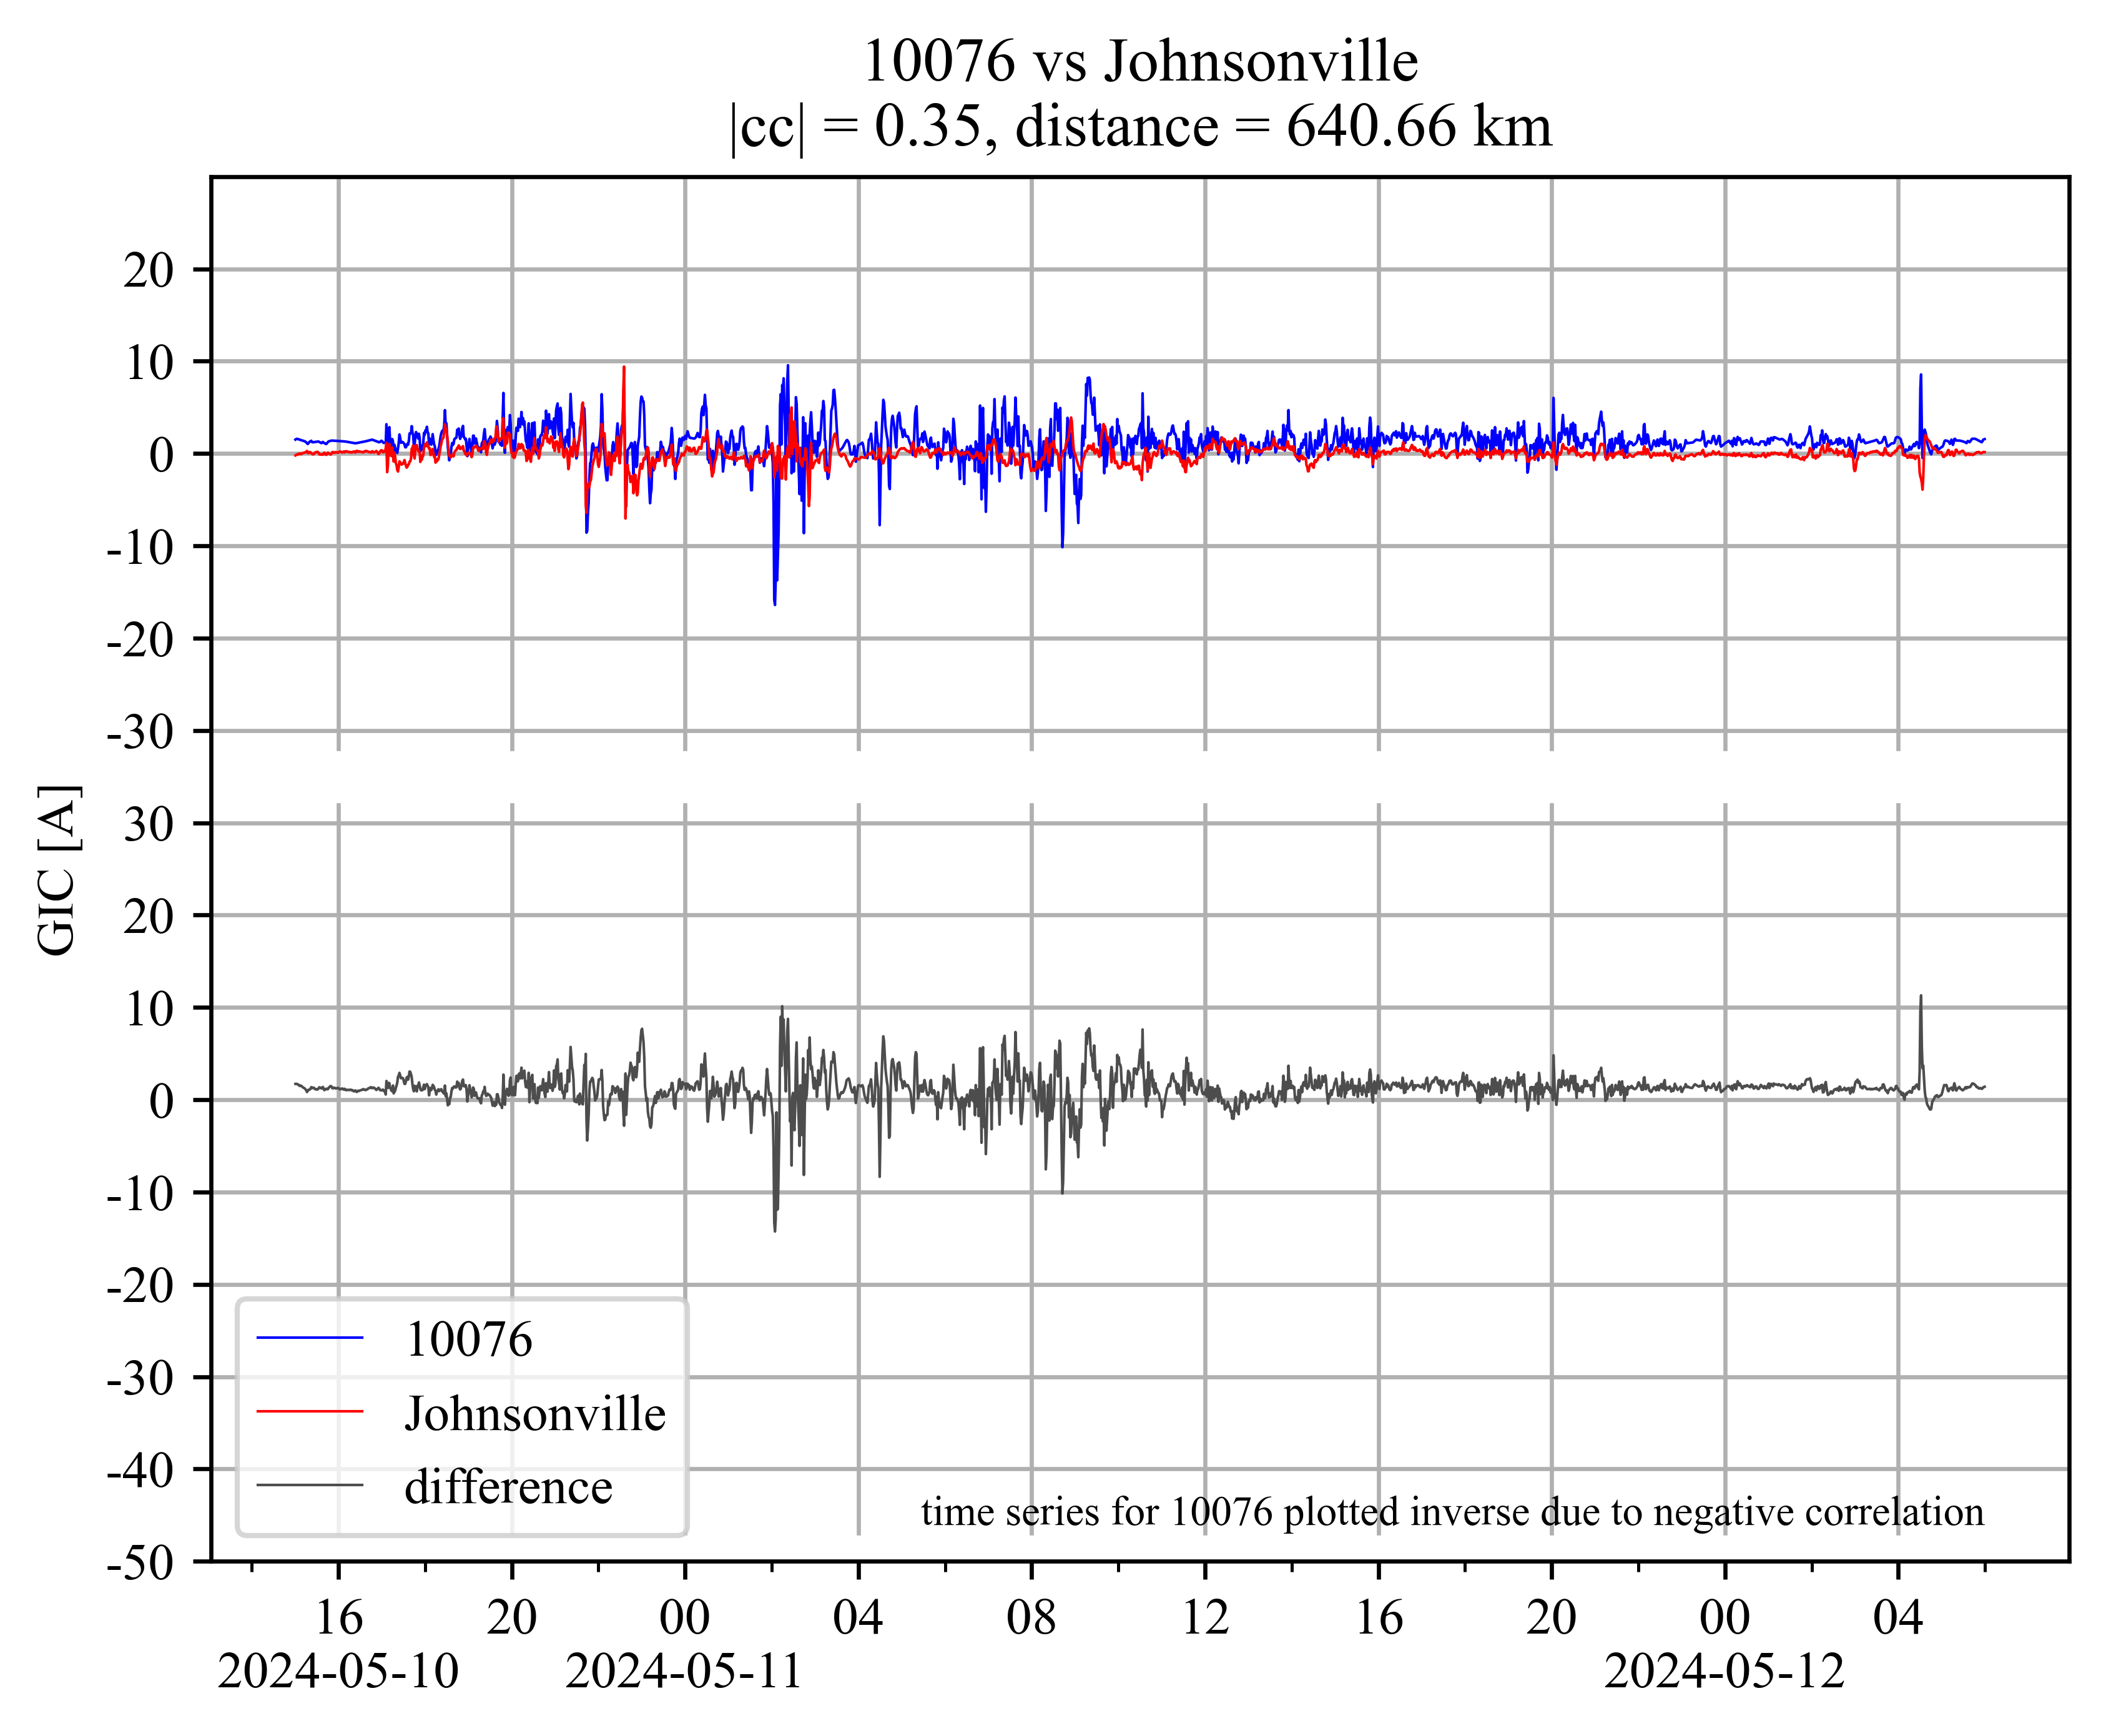 10076 vs Johnsonville
|cc| = 0.35, distance = 640.66 km
20
10
0
-10
-20
-30
30
20
10
0
-10
-20
-30
-40
-50
GIC [A]
10076
Johnsonville
difference
time series for 10076 plotted inverse due to negative correlation
16 20 00 04 08 12 16 20 00 04
2024-05-10 2024-05-11 2024-05-12